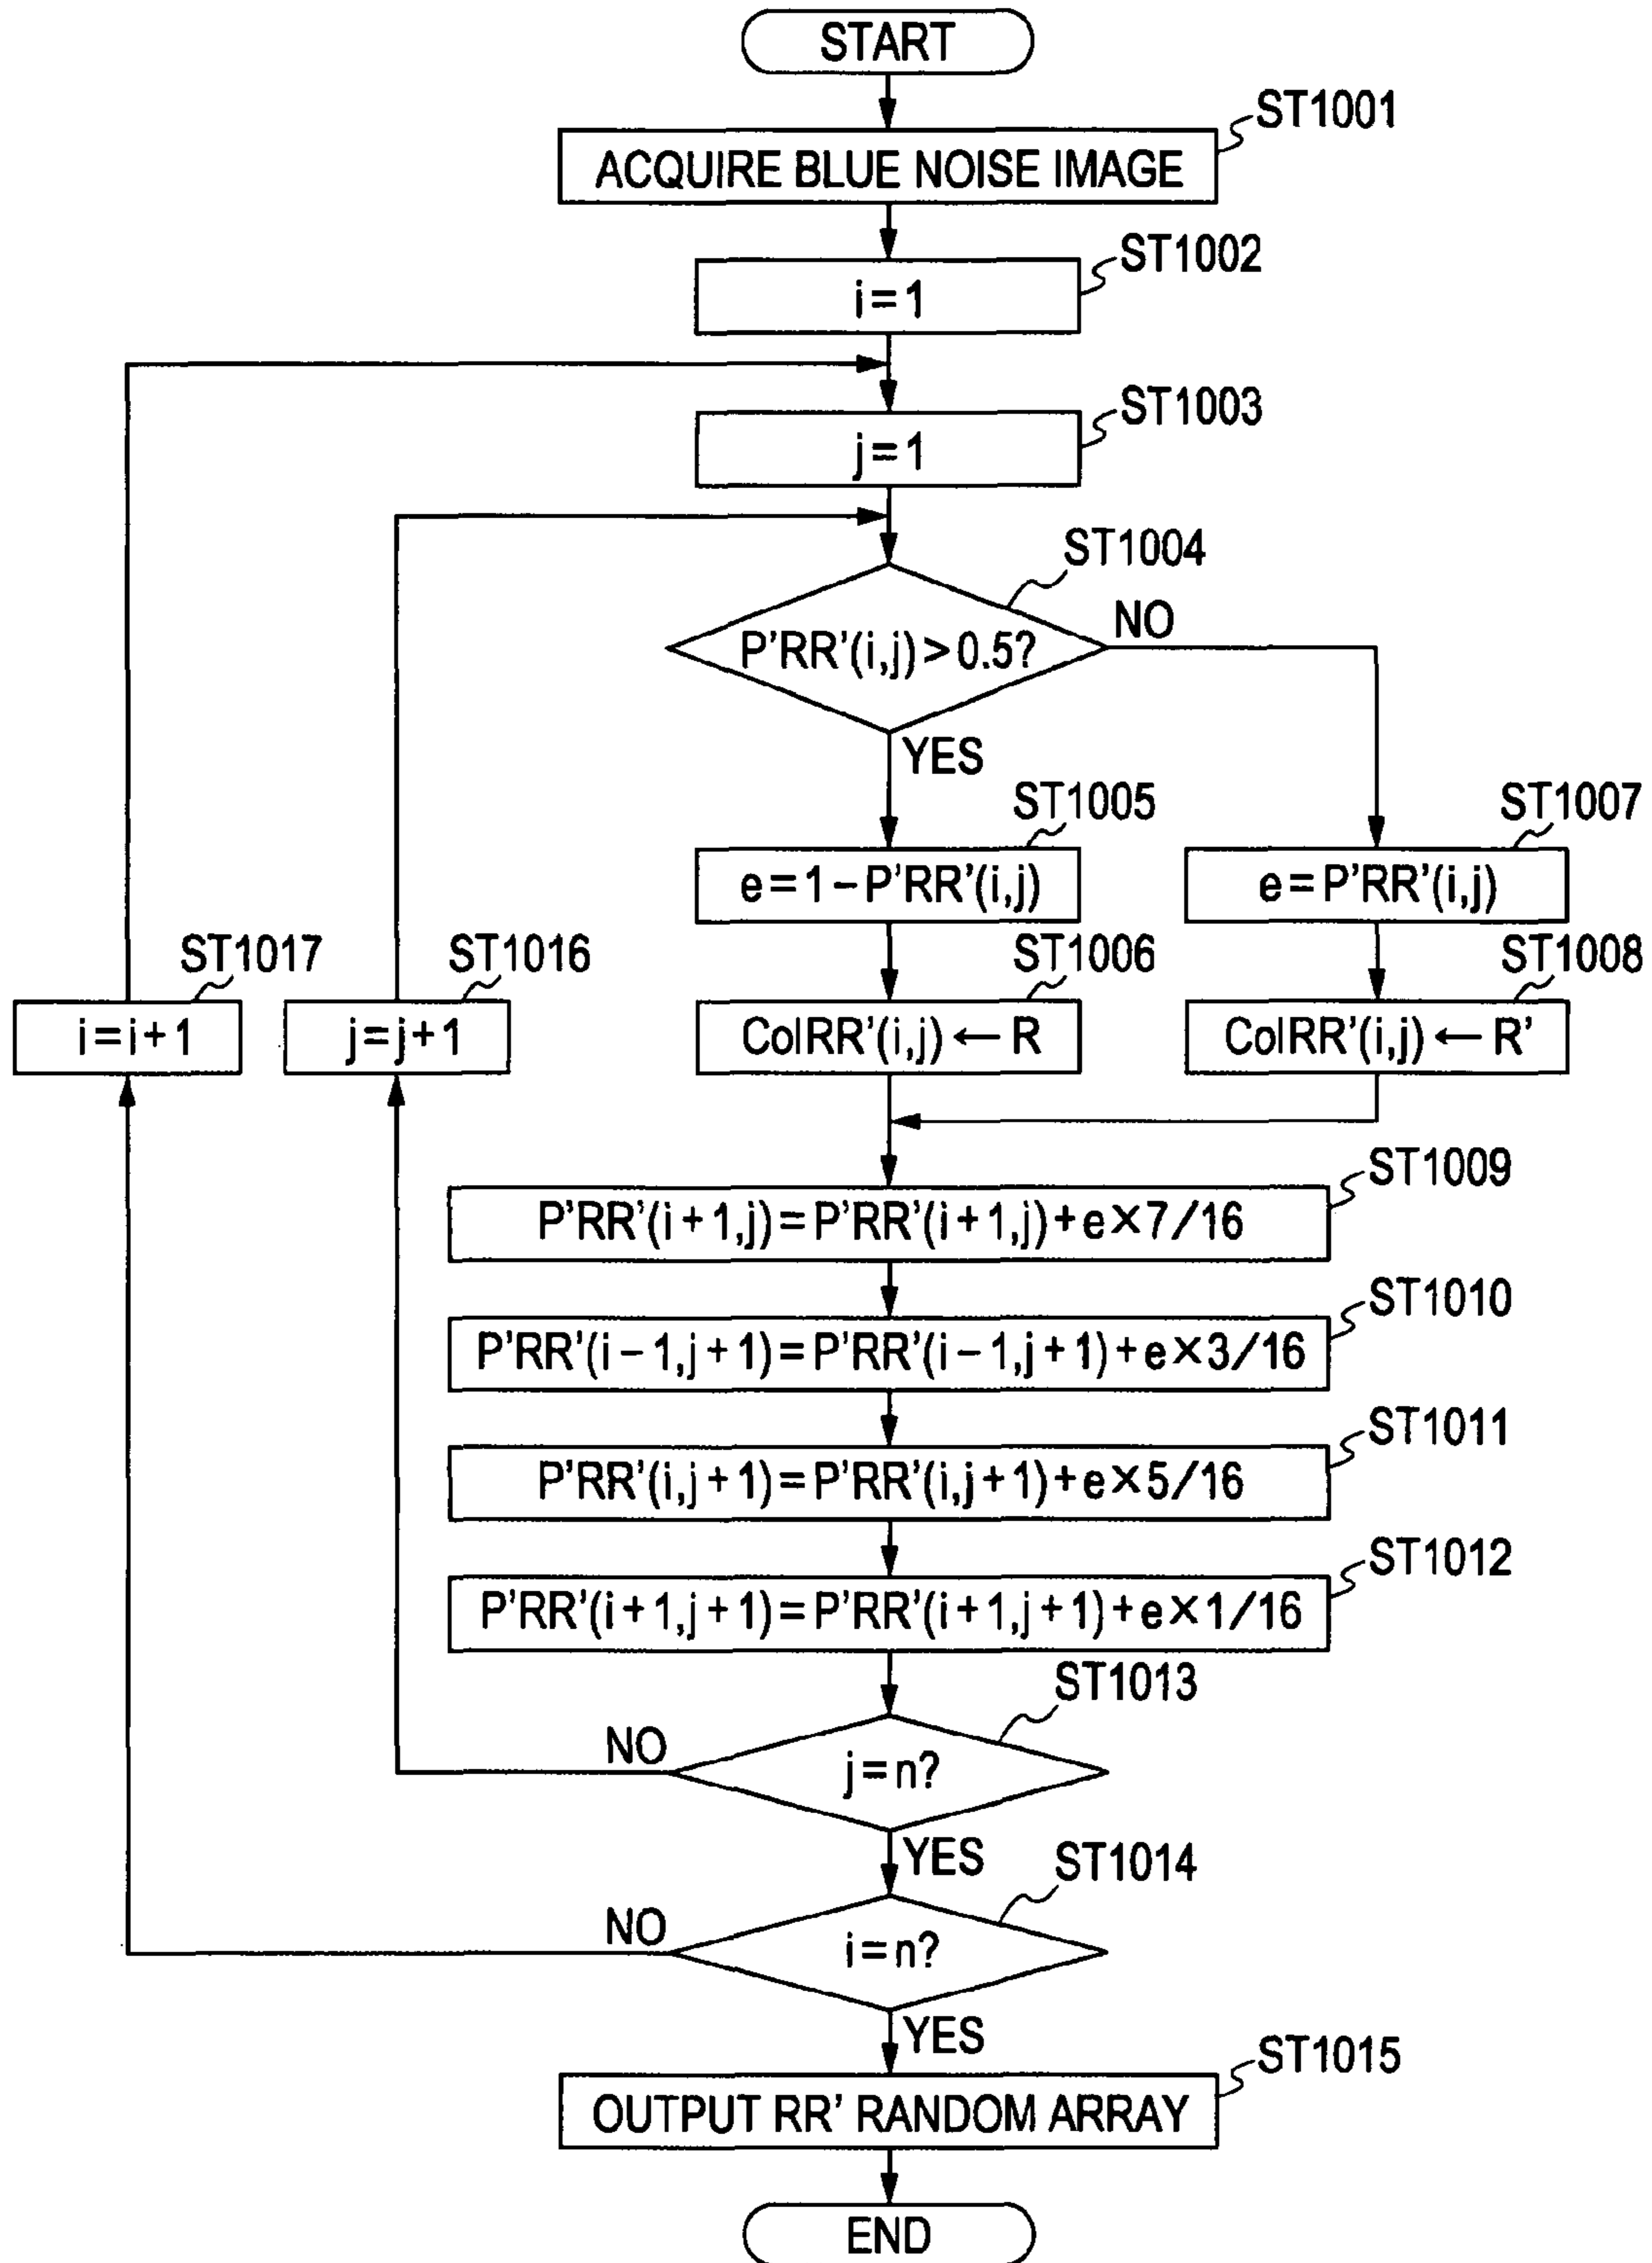 START
ST1001
ACQUIRE BLUE NOISE IMAGE
ST1002
i=1
ST1003
j=1
ST1004
P'RR'(i,j)>0.5?
NO
YES
ST1005
e=1−P'RR'(i,j)
ST1007
e=P'RR'(i,j)
ST1017
i=i+1
ST1016
j=j+1
ST1006
ColRR'(i,j)←R
ST1008
ColRR'(i,j)←R'
ST1009
P'RR'(i+1,j)=P'RR'(i+1,j)+e×7/16
ST1010
P'RR'(i−1,j+1)=P'RR'(i−1,j+1)+e×3/16
ST1011
P'RR'(i,j+1)=P'RR'(i,j+1)+e×5/16
ST1012
P'RR'(i+1,j+1)=P'RR'(i+1,j+1)+e×1/16
ST1013
NO
j=n?
YES
ST1014
NO
i=n?
YES
ST1015
OUTPUT RR' RANDOM ARRAY
END